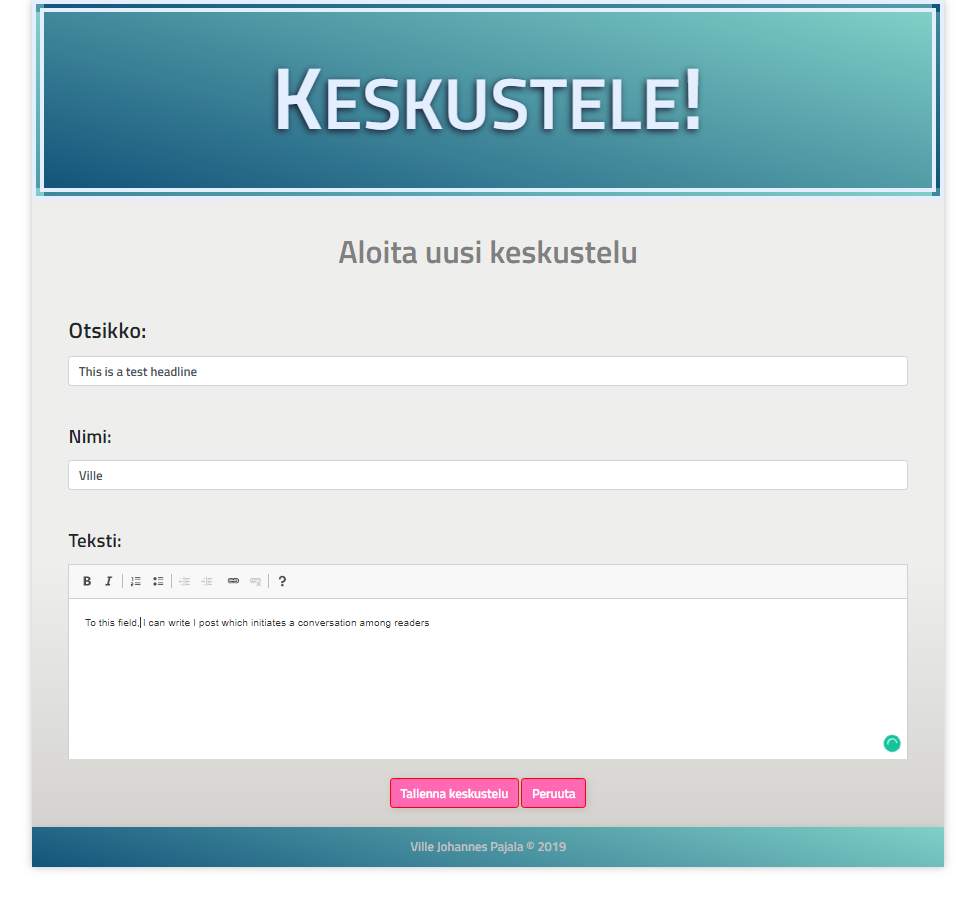 KESKUSTELE!
Aloita uusi keskustelu
Otsikko:
This is a test headline
Nimi:
Ville
Teksti:
B I ?
To this field, I can write I post which initiates a conversation among readers
Tallenna keskustelu Peruuta
Ville Johannes Pajala © 2019